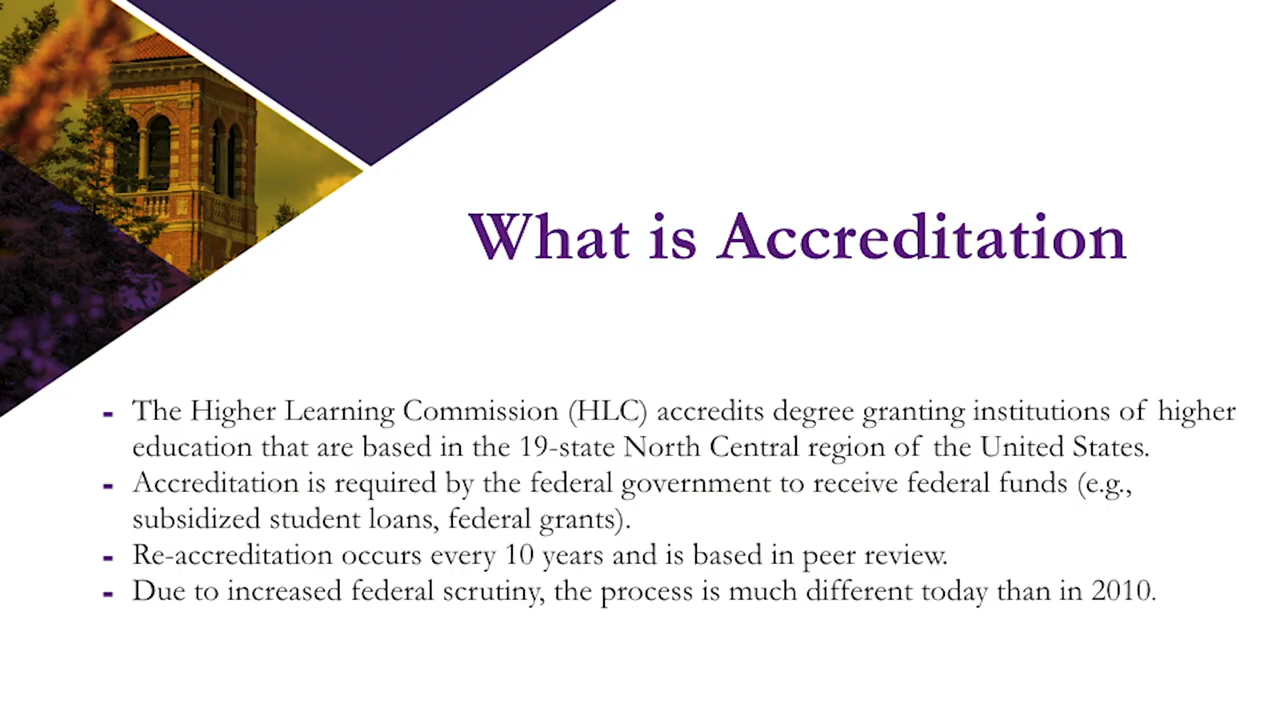 What is Accreditation
- The Higher Learning Commission (HLC) accredits degree granting institutions of higher
education that are based in the 19-state North Central region of the United States.
- Accreditation is required by the federal government to receive federal funds (e.g.,
subsidized student loans, federal grants).
- Re-accreditation occurs every 10 years and is based in peer review.
- Due to increased federal scrutiny, the process is much different today than in 2010.